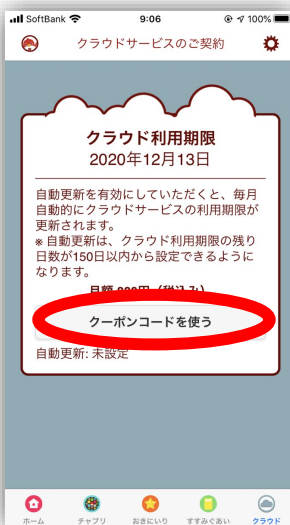 SoftBank 9:06 100%
クラウドサービスのご契約
クラウド利用期限
2020年12月13日
自動更新を有効にしていただくと、毎月
自動的にクラウドサービスの利用期限が
更新されます。
※自動更新は、クラウド利用期限の残り
日数が150日以内から設定できるように
なります。
月額
クーポンコードを使う
自動更新: 未設定
ホーム チャプリ おきにいり すすみぐあい クラウド